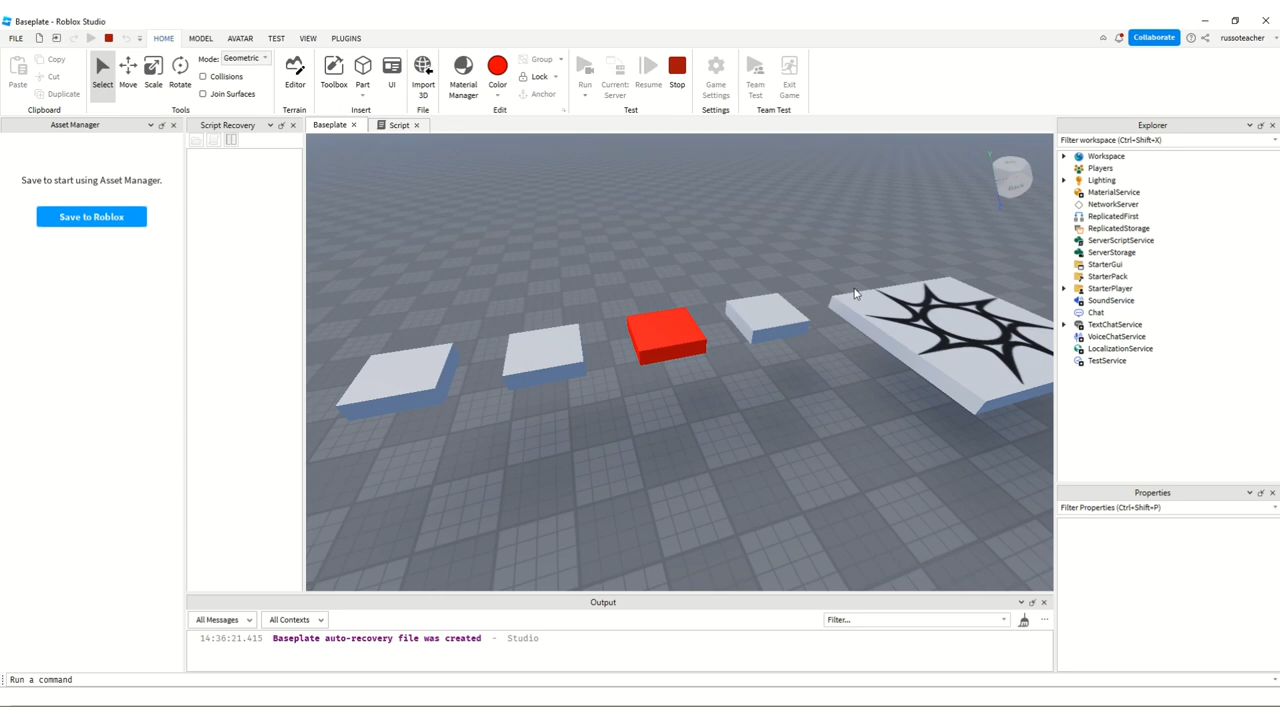 Baseplate - Roblox Studio
FILE HOME MODEL AVATAR TEST VIEW PLUGINS Collaborate russoteacher
Paste Copy Cut Duplicate Clipboard
Select Move Scale Rotate Mode: Geometric Collisions Join Surfaces Tools
Editor Terrain
Toolbox Part UI Insert
Import 3D File
Material Manager Color Group Lock Anchor Edit
Run Current: Server Resume Stop Test
Game Settings Settings
Team Test Exit Game Team Test
Asset Manager
Save to start using Asset Manager.
Save to Roblox
Script Recovery
Baseplate Script
Explorer
Filter workspace (Ctrl+Shift+X)
Workspace
Players
Lighting
MaterialService
NetworkServer
ReplicatedFirst
ReplicatedStorage
ServerScriptService
ServerStorage
StarterGui
StarterPack
StarterPlayer
SoundService
Chat
TextChatService
VoiceChatService
LocalizationService
TestService
Properties
Filter Properties (Ctrl+Shift+P)
Output
All Messages All Contexts Filter...
14:36:21.415 Baseplate auto-recovery file was created - Studio
Run a command